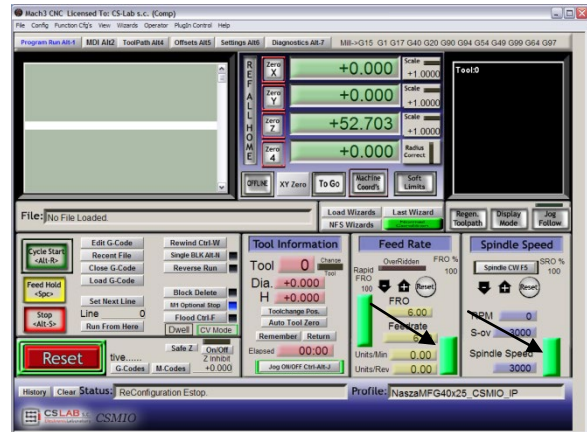 Mach3 CNC Licensed To: CS-Lab s.c. (Comp)
File Config Function Cfg's View Wizards Operator PlugIn Control Help
Program Run Alt-1 MDI Alt2 ToolPath Alt4 Offsets Alt5 Settings Alt6 Diagnostics Alt-7 Mill->G15 G1 G17 G40 G20 G90 G94 G54 G49 G99 G64 G97
REF ALL HOME
Zero X +0.000 Scale +1.0000
Zero Y +0.000 Scale +1.0000
Zero Z +52.703 Scale +1.0000
Zero 4 +0.000 Radius Correct
Tool:0
OFFLINE XY Zero To Go Machine Coord's Soft Limits
File: No File Loaded.
Load Wizards Last Wizard
NFS Wizards
Regen. Toolpath Display Mode Jog Follow
Cycle Start <Alt-R>
Feed Hold <Spc>
Stop <Alt-S>
Edit G-Code
Recent File
Close G-Code
Load G-Code
Set Next Line
Line 0
Run From Here
Rewind Ctrl-W
Single BLK Alt-N
Reverse Run
Block Delete
M1 Optional Stop
Flood Ctrl-F
Dwell CV Mode
Reset
tive......
G-Codes M-Codes
Safe Z On/Off
Z Inhibit
+0.000
Tool Information
Tool 0 Change Tool
Dia. +0.000
H +0.000
Toolchange Pos.
Auto Tool Zero
Remember Return
Elapsed 00:00
Jog ON/OFF Ctrl-Alt-J
Feed Rate
OverRidden FRO %
Rapid FRO 100
100
Reset
FRO
6.00
Feedrate
Units/Min 0.00
Units/Rev 0.00
Spindle Speed
Spindle CW F5 SRO %
100
Reset
RPM 0
S-ov 3000
Spindle Speed
3000
History Clear Status: ReConfiguration Estop.
Profile: NaszaMFG40x25_CSMIO_IP
CSLAB s.c.
CSMIO